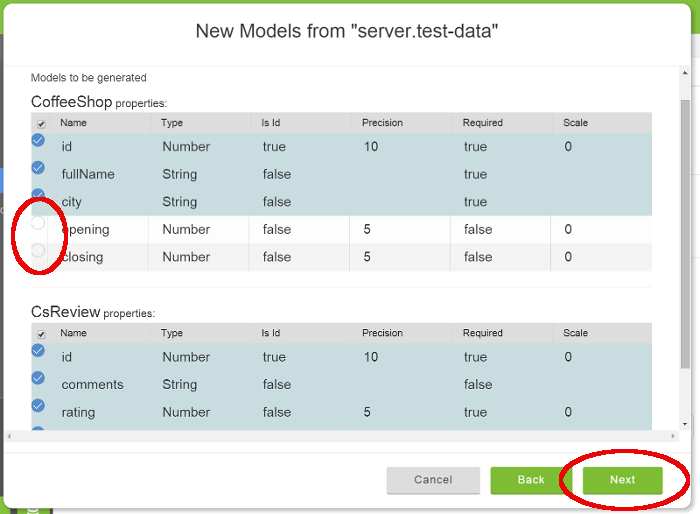 New Models from "server.test-data"
Models to be generated
CoffeeShop properties:
Name Type Is Id Precision Required Scale
id Number true 10 true 0
fullName String false true
city String false true
opening Number false 5 false 0
closing Number false 5 false 0
CsReview properties:
Name Type Is Id Precision Required Scale
id Number true 10 true 0
comments String false false
rating Number false 5 true 0
Cancel Back Next